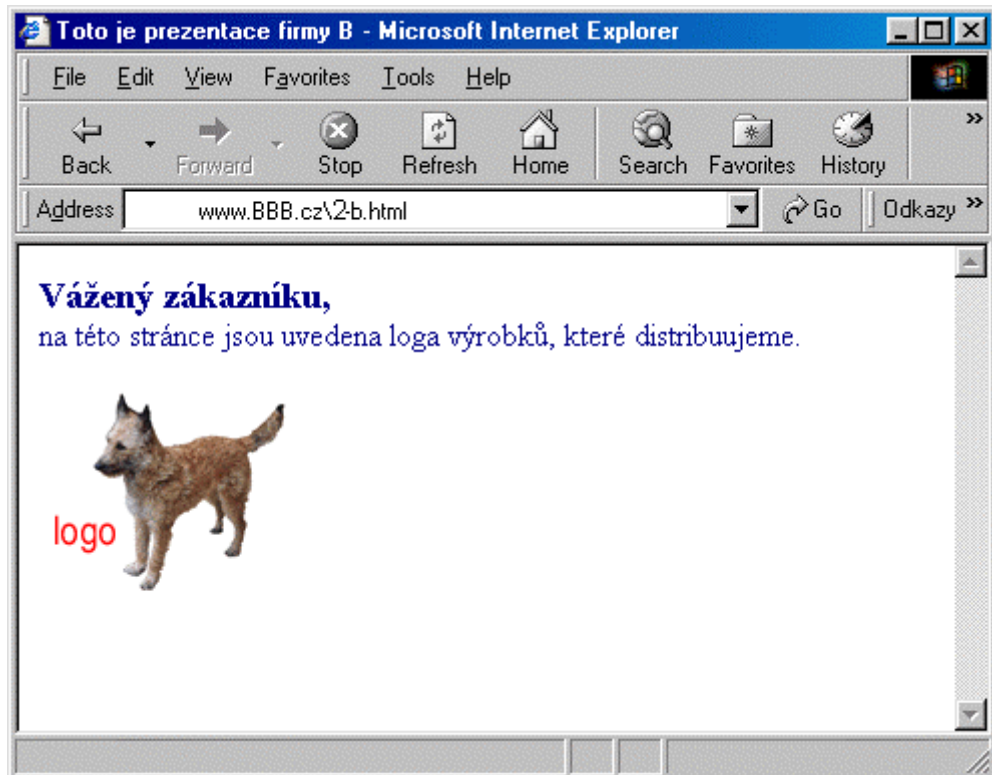 Toto je prezentace firmy B - Microsoft Internet Explorer
File Edit View Favorites Tools Help
Back Forward Stop Refresh Home Search Favorites History »
Address www.BBB.cz\2-b.html Go Odkazy »
Vážený zákazníku,
na této stránce jsou uvedena loga výrobků, které distribuujeme.
logo